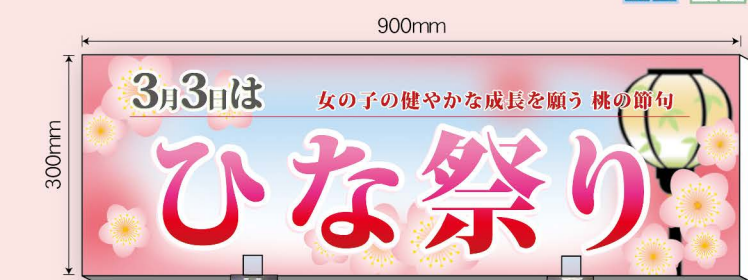 900mm
300mm
3月3日は
女の子の健やかな成長を願う 桃の節句
ひな祭り